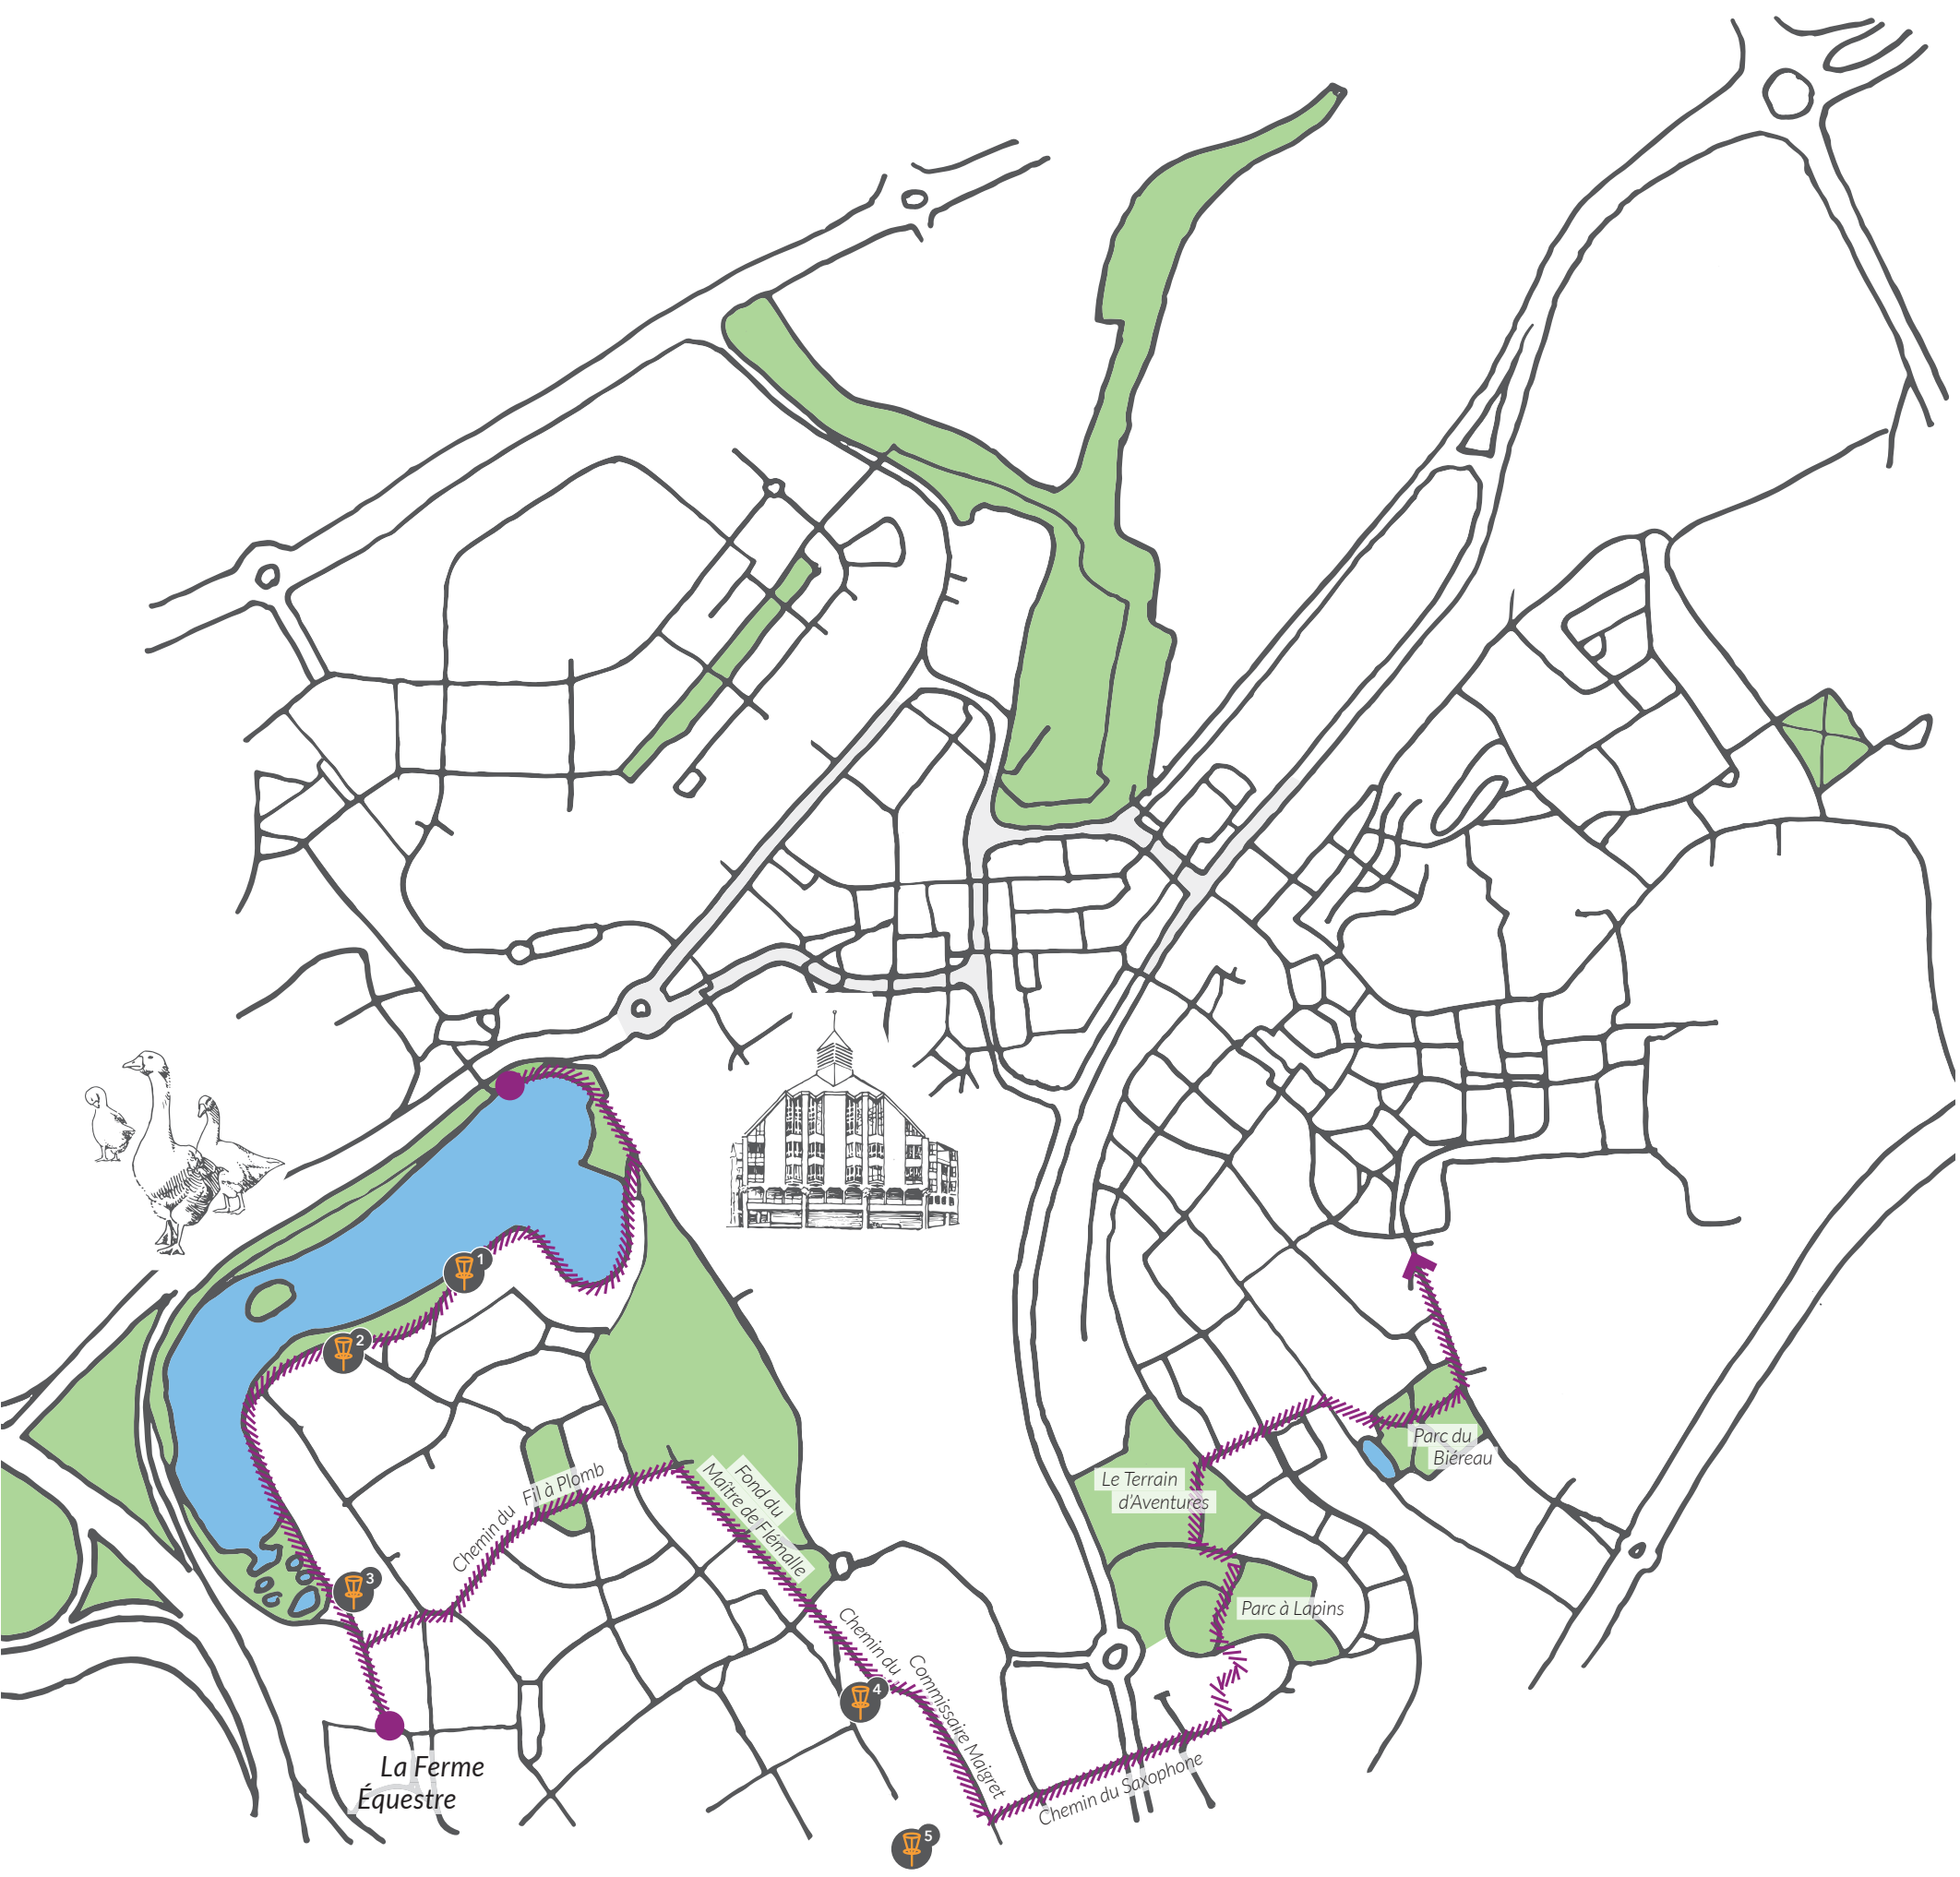 1
2
3
Chemin du
Fil à Plomb
Fond du
Maitre de Flémalle
Chemin du
Commissaire Maigret
4
5
Chemin du Saxophone
La Ferme
Équestre
Le Terrain
d’Aventures
Parc à Lapins
Parc du
Biéreau